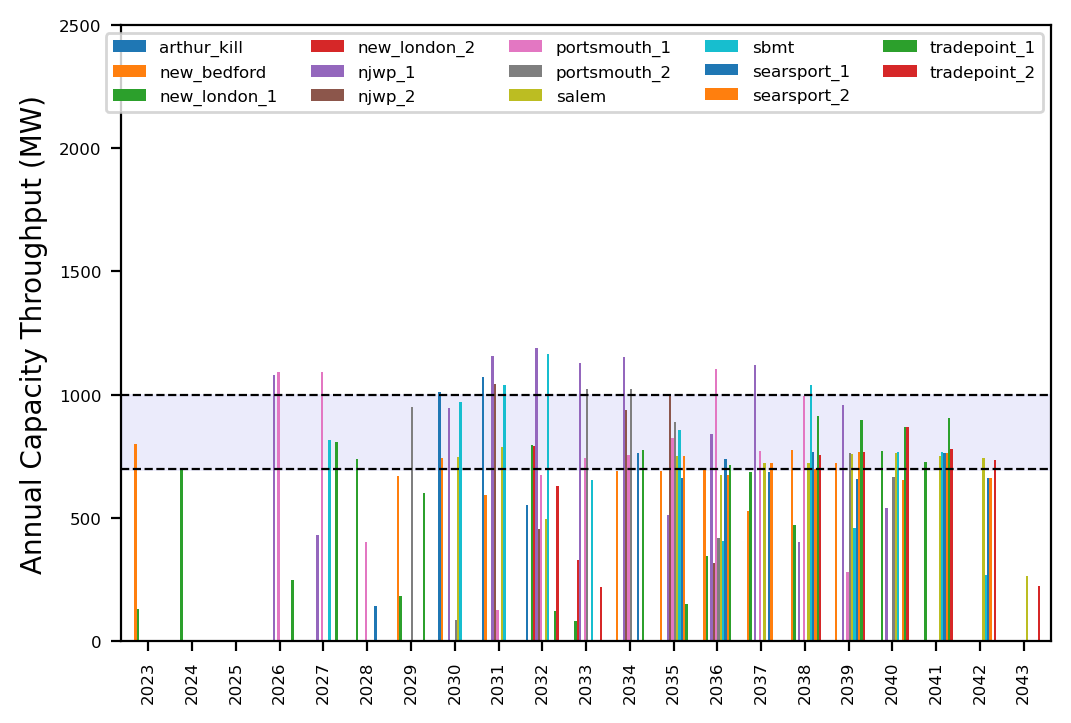 2500
2000
1500
1000
500
0
Annual Capacity Throughput (MW)
arthur_kill new_london_2 portsmouth_1 sbmt tradepoint_1
new_bedford njwp_1 portsmouth_2 searsport_1 tradepoint_2
new_london_1 njwp_2 salem searsport_2
2023 2024 2025 2026 2027 2028 2029 2030 2031 2032 2033 2034 2035 2036 2037 2038 2039 2040 2041 2042 2043